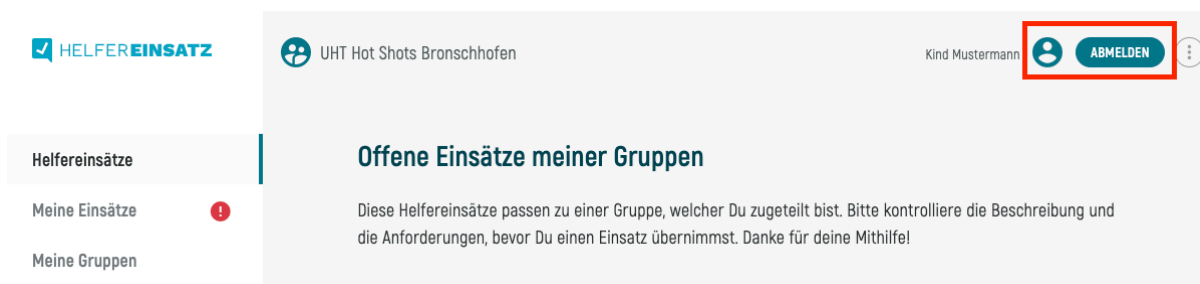 HELFEREINSATZ
UHT Hot Shots Bronschhofen
Kind Mustermann
ABMELDEN
Helfereinsätze
Meine Einsätze
Meine Gruppen
Offene Einsätze meiner Gruppen
Diese Helfereinsätze passen zu einer Gruppe, welcher Du zugeteilt bist. Bitte kontrolliere die Beschreibung und
die Anforderungen, bevor Du einen Einsatz übernimmst. Danke für deine Mithilfe!